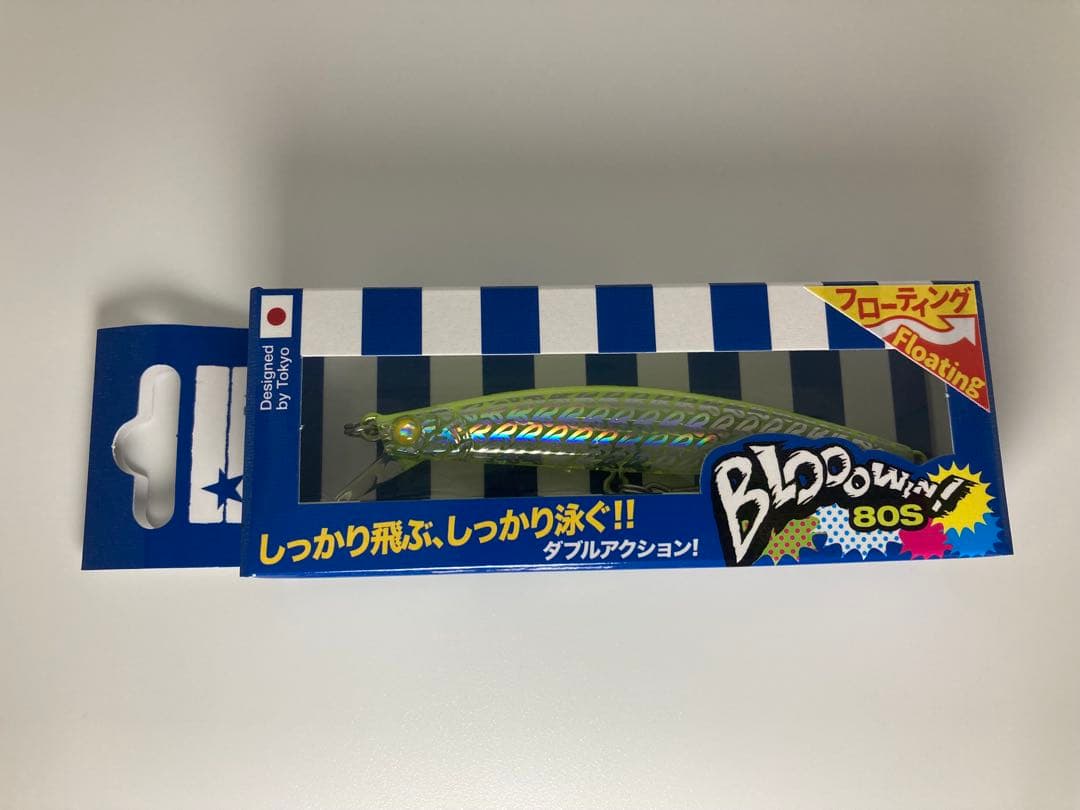 Designed
by Tokyo
フローティング
Floating
BLOOOWIN!
80S
しっかり飛ぶ、しっかり泳ぐ!!
ダブルアクション!